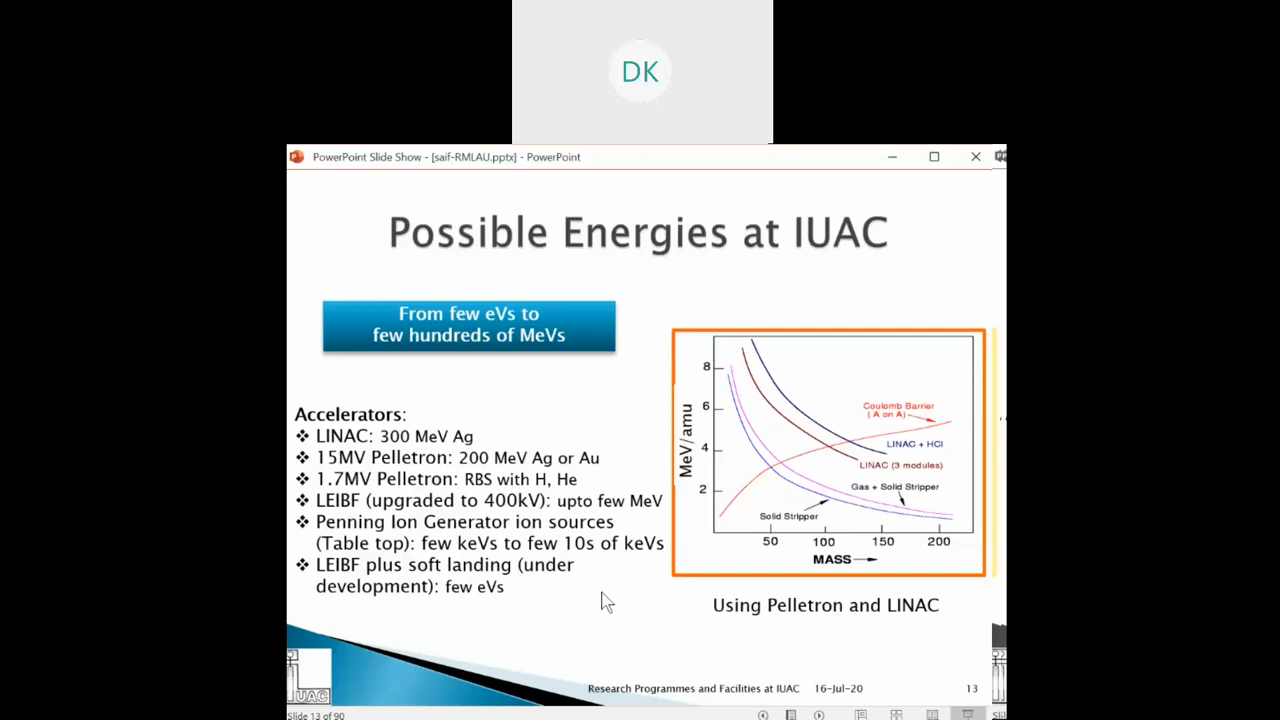 DK
PowerPoint Slide Show - [saif-RMLAU.pptx] - PowerPoint
Possible Energies at IUAC
From few eVs to
few hundreds of MeVs
Accelerators:
❖ LINAC: 300 MeV Ag
❖ 15MV Pelletron: 200 MeV Ag or Au
❖ 1.7MV Pelletron: RBS with H, He
❖ LEIBF (upgraded to 400kV): upto few MeV
❖ Penning Ion Generator ion sources
(Table top): few keVs to few 10s of keVs
❖ LEIBF plus soft landing (under
development): few eVs
8
6
4
2
MeV/amu
Coulomb Barrier
( A on A )
LINAC + HCI
LINAC (3 modules)
Gas + Solid Stripper
Solid Stripper
50 100 150 200
MASS
Using Pelletron and LINAC
UAC
Research Programmes and Facilities at IUAC 16-Jul-20 13
Slide 13 of 90